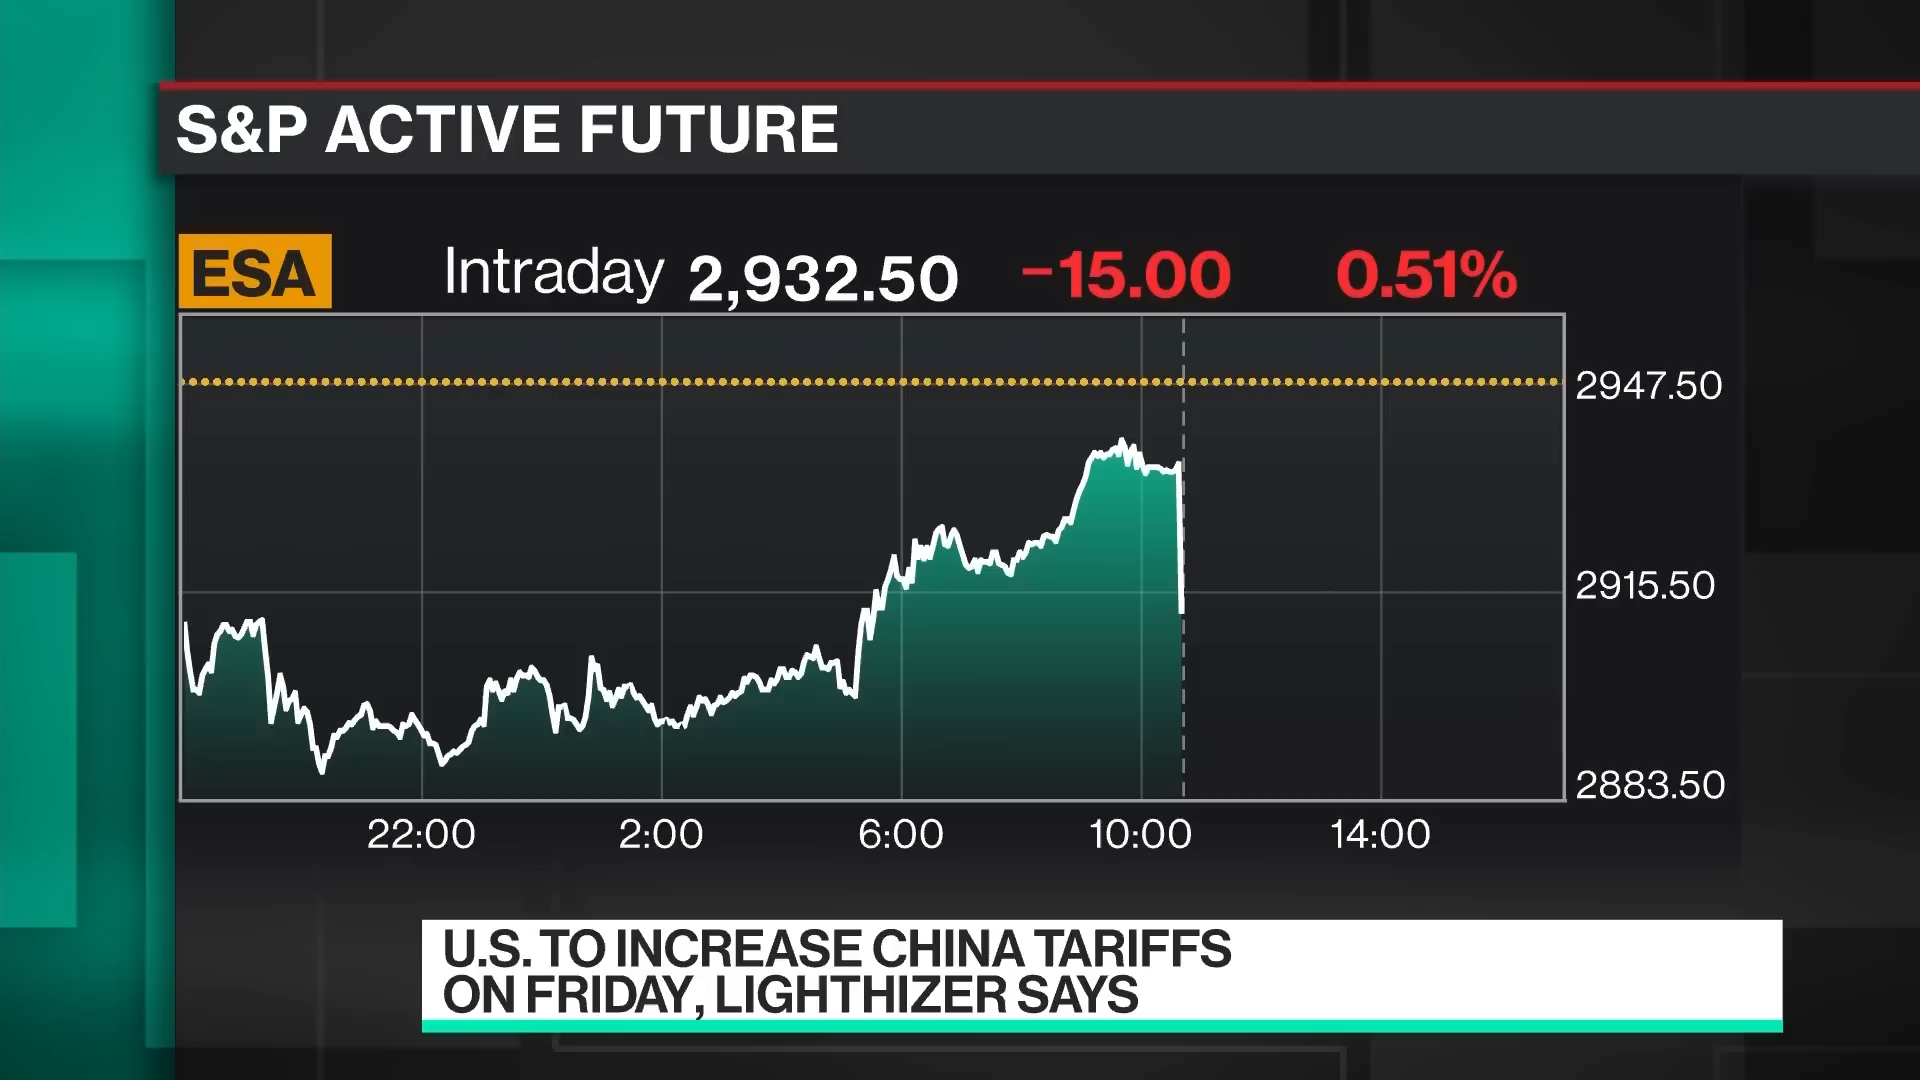 S&P ACTIVE FUTURE
ESA Intraday 2,932.50 -15.00 0.51%
2947.50
2915.50
2883.50
22:00 2:00 6:00 10:00 14:00
U.S. TO INCREASE CHINA TARIFFS
ON FRIDAY, LIGHTHIZER SAYS